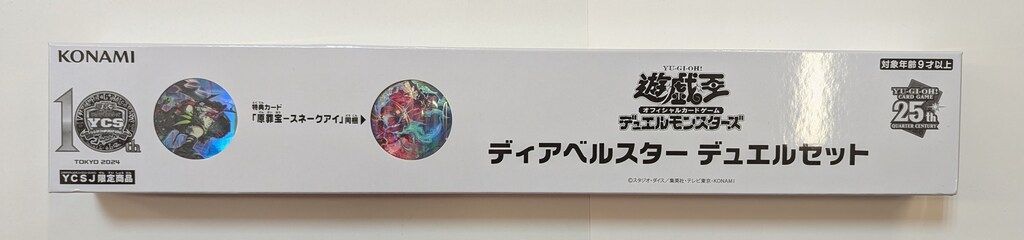 KONAMI
10th
YCS
TOKYO 2024
YCSJ限定商品
特典カード
「原罪宝-スネークアイ」同梱▶
YU-GI-OH!
遊戯王
オフィシャルカードゲーム
デュエルモンスターズ
ディアベルスター デュエルセット
©スタジオ・ダイス/集英社・テレビ東京・KONAMI
対象年齢9才以上
YU-GI-OH!
CARD GAME
25th
QUARTER CENTURY